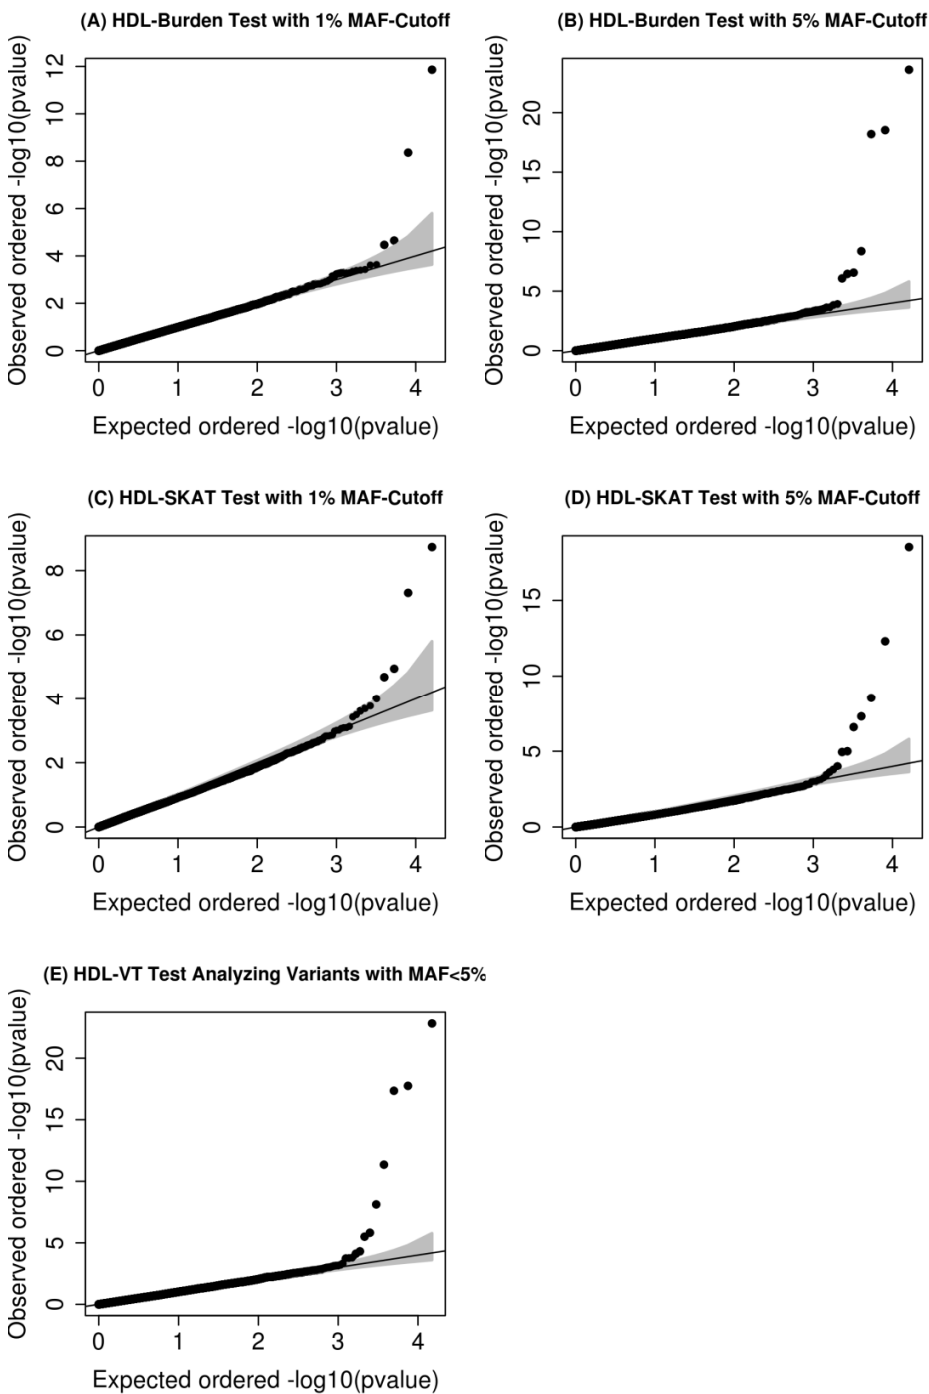 (A) HDL-Burden Test with 1% MAF-Cutoff
Observed ordered -log10(pvalue)
12
10
8
6
4
2
0
0 1 2 3 4
Expected ordered -log10(pvalue)
(B) HDL-Burden Test with 5% MAF-Cutoff
Observed ordered -log10(pvalue)
20
15
10
5
0
0 1 2 3 4
Expected ordered -log10(pvalue)
(C) HDL-SKAT Test with 1% MAF-Cutoff
Observed ordered -log10(pvalue)
8
6
4
2
0
0 1 2 3 4
Expected ordered -log10(pvalue)
(D) HDL-SKAT Test with 5% MAF-Cutoff
Observed ordered -log10(pvalue)
15
10
5
0
0 1 2 3 4
Expected ordered -log10(pvalue)
(E) HDL-VT Test Analyzing Variants with MAF<5%
Observed ordered -log10(pvalue)
20
15
10
5
0
0 1 2 3 4
Expected ordered -log10(pvalue)